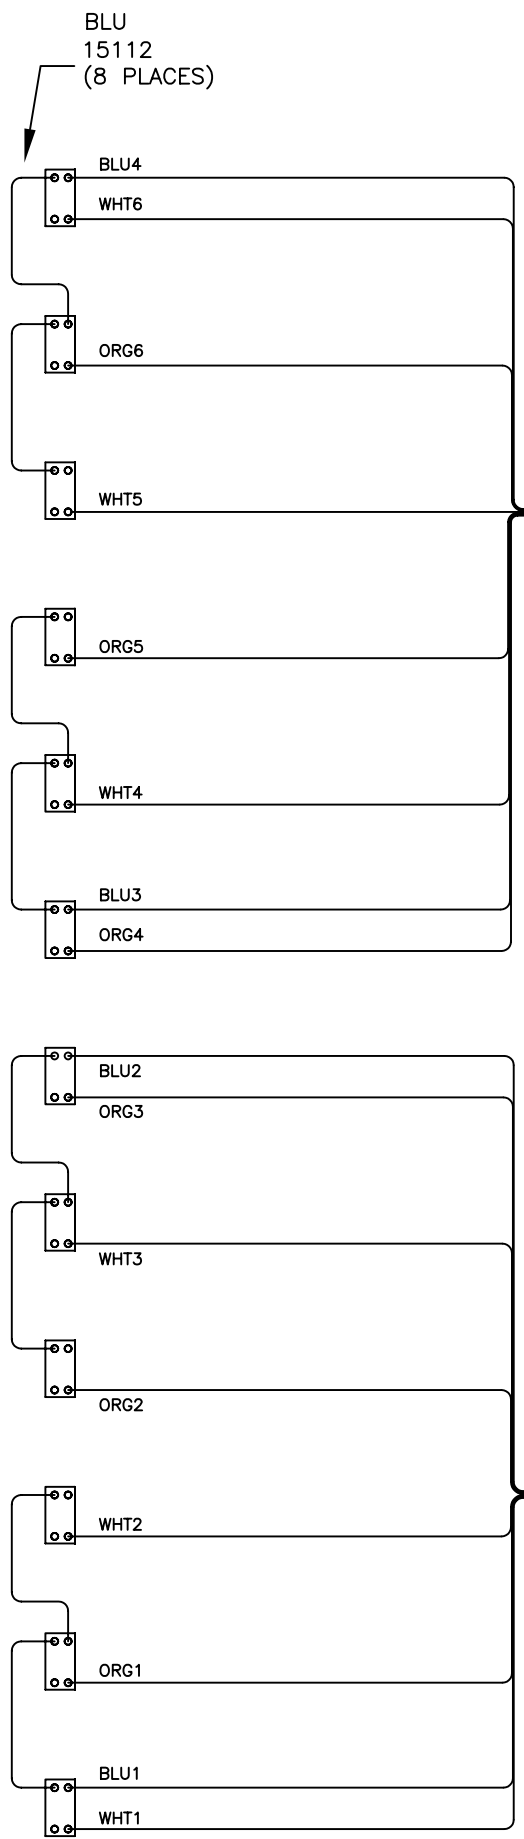 BLU
15112
(8 PLACES)
BLU4
WHT6
ORG6
WHT5
ORG5
WHT4
BLU3
ORG4
BLU2
ORG3
WHT3
ORG2
WHT2
ORG1
BLU1
WHT1